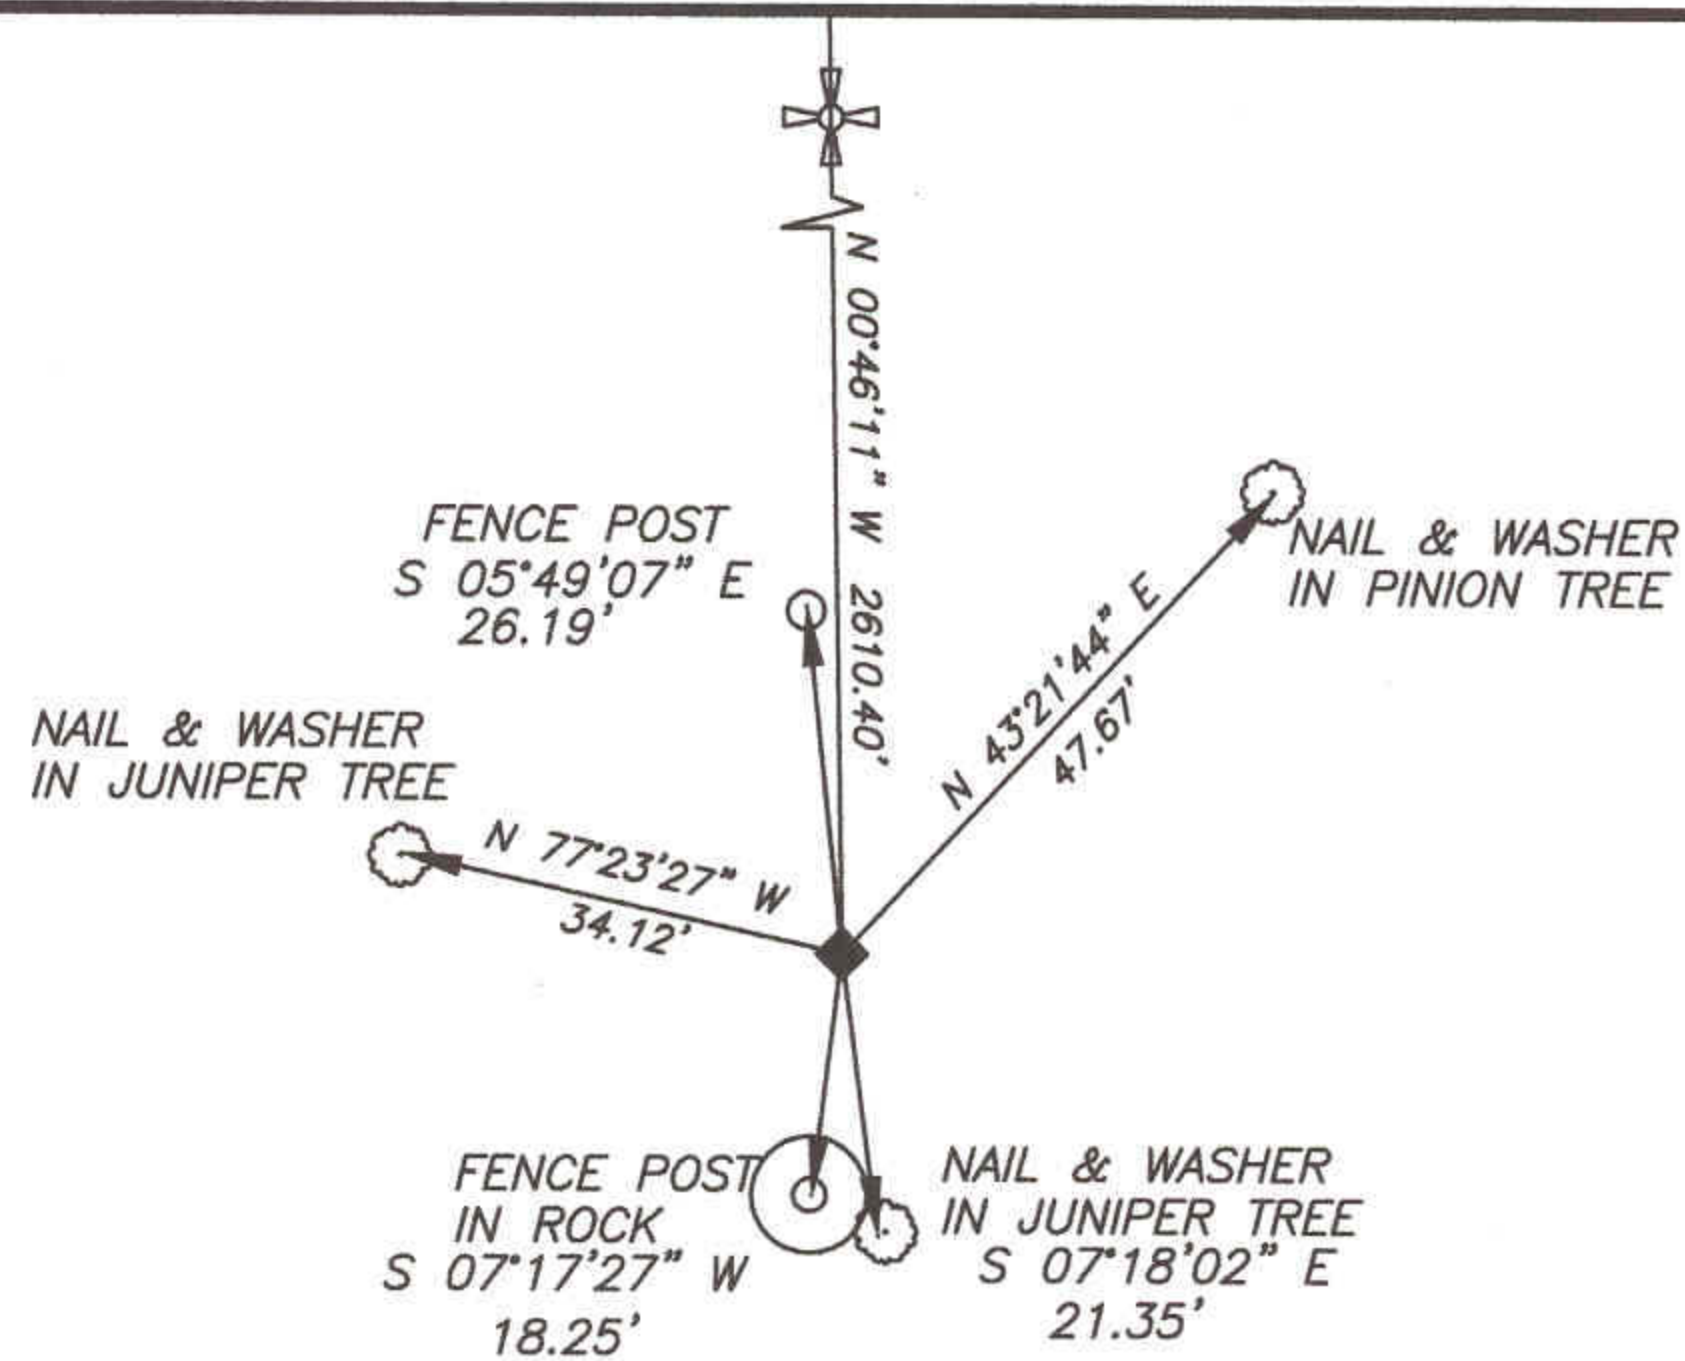 N 00°46'11" W 2610.40'
FENCE POST
S 05°49'07" E
26.19'
NAIL & WASHER
IN PINION TREE
N 43°21'44" E
47.67'
NAIL & WASHER
IN JUNIPER TREE
N 77°23'27" W
34.12'
FENCE POST
IN ROCK
S 07°17'27" W
18.25'
NAIL & WASHER
IN JUNIPER TREE
S 07°18'02" E
21.35'